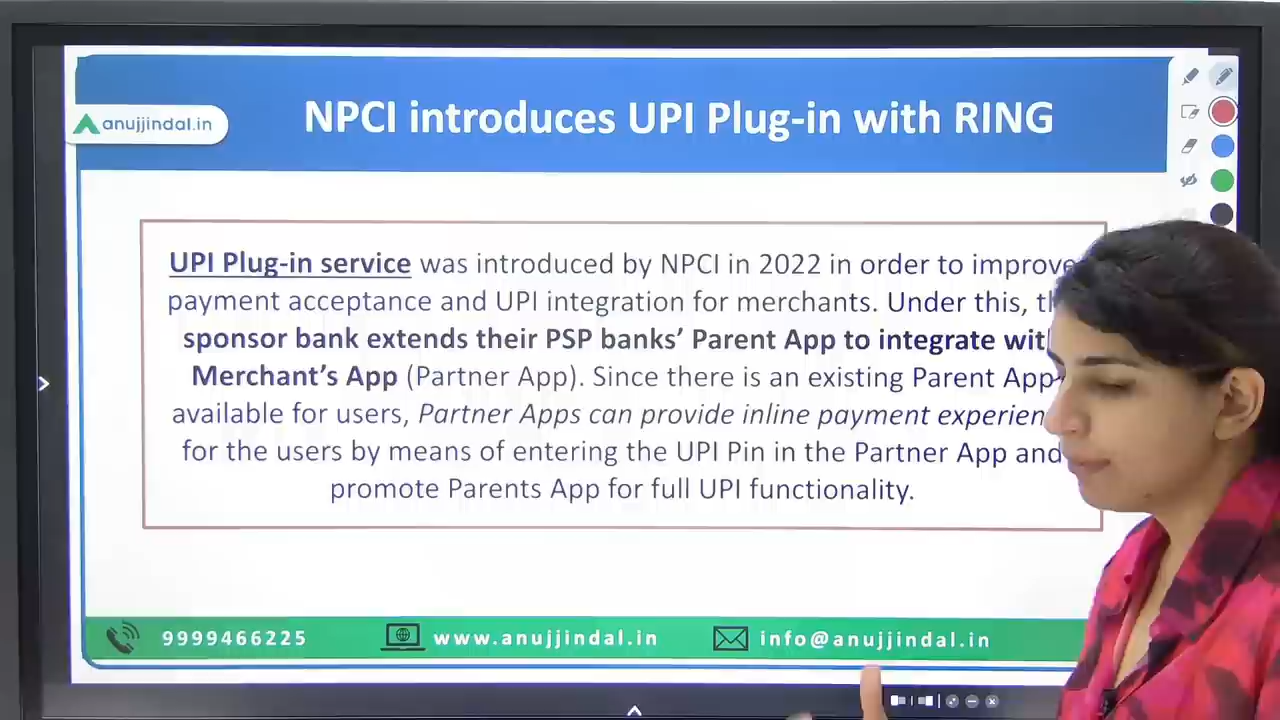 anujjindal.in
NPCI introduces UPI Plug-in with RING
UPI Plug-in service was introduced by NPCI in 2022 in order to improve
payment acceptance and UPI integration for merchants. Under this,
sponsor bank extends their PSP banks’ Parent App to integrate
Merchant’s App (Partner App). Since there is an existing Parent App
available for users, Partner Apps can provide inline payment
for the users by means of entering the UPI Pin in the Partner App and
promote Parents App for full UPI functionality.
9999466225 www.anujjindal.in info@anujjindal.in